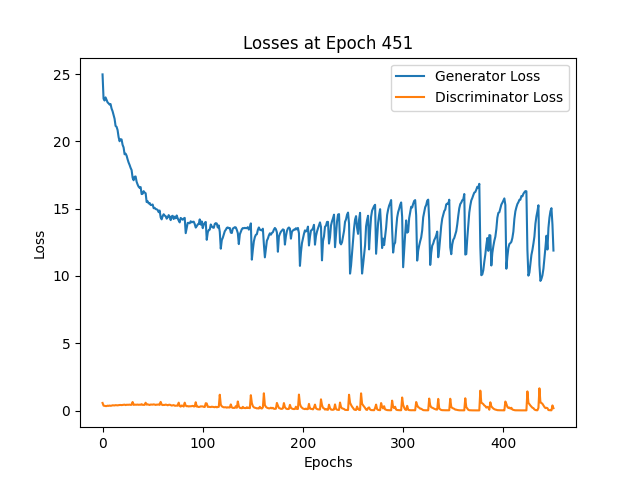 Losses at Epoch 451
Generator Loss
Discriminator Loss
25
20
15
10
5
0
Loss
0 100 200 300 400
Epochs